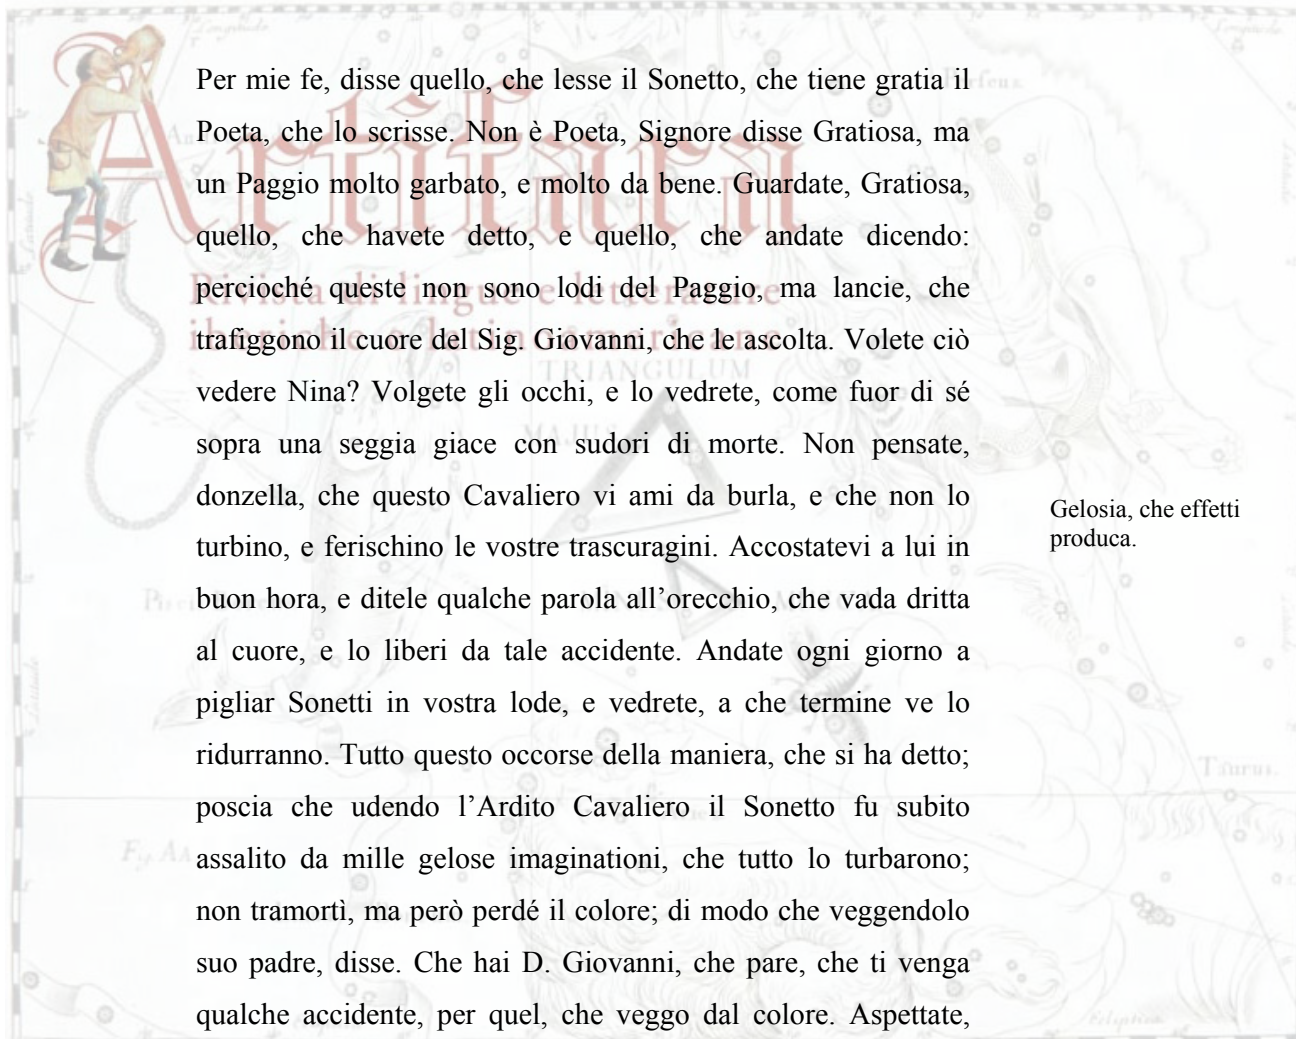 Per mie fe, disse quello, che lesse il Sonetto, che tiene gratia il
Poeta, che lo scrisse. Non è Poeta, Signore disse Gratiosa, ma
un Paggio molto garbato, e molto da bene. Guardate, Gratiosa,
quello, che havete detto, e quello, che andate dicendo:
percioché queste non sono lodi del Paggio, ma lancie, che
trafiggono il cuore del Sig. Giovanni, che le ascolta. Volete ciò
vedere Nina? Volgete gli occhi, e lo vedrete, come fuor di sé
sopra una seggia giace con sudori di morte. Non pensate,
donzella, che questo Cavaliero vi ami da burla, e che non lo
turbino, e ferischino le vostre trascuragini. Accostatevi a lui in
buon hora, e ditele qualche parola all'orecchio, che vada dritta
al cuore, e lo liberi da tale accidente. Andate ogni giorno a
pigliar Sonetti in vostra lode, e vedrete, a che termine ve lo
ridurranno. Tutto questo occorse della maniera, che si ha detto;
poscia che udendo l'Ardito Cavaliero il Sonetto fu subito
assalito da mille gelose imaginationi, che tutto lo turbarono;
non tramortì, ma però perdé il colore; di modo che veggendolo
suo padre, disse. Che hai D. Giovanni, che pare, che ti venga
qualche accidente, per quel, che veggo dal colore. Aspettate,
Gelosia, che effetti
produca.
Artifara
Rivista di lingue e letterature
iberiche e latinoamericane
TRIANGULUM
MAJUS
Taurus.